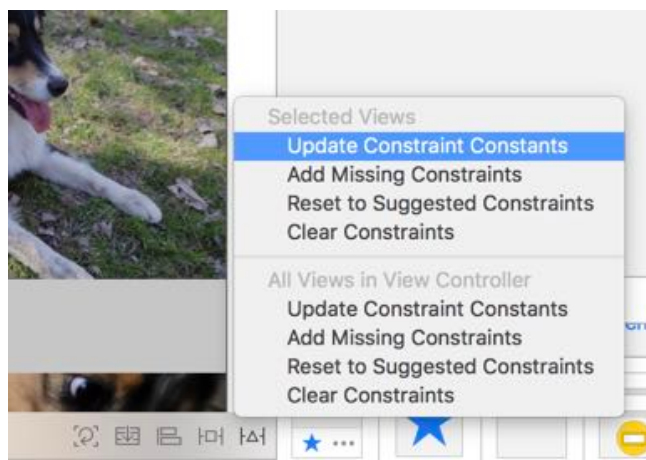 Selected Views
Update Constraint Constants
Add Missing Constraints
Reset to Suggested Constraints
Clear Constraints
All Views in View Controller
Update Constraint Constants
Add Missing Constraints
Reset to Suggested Constraints
Clear Constraints